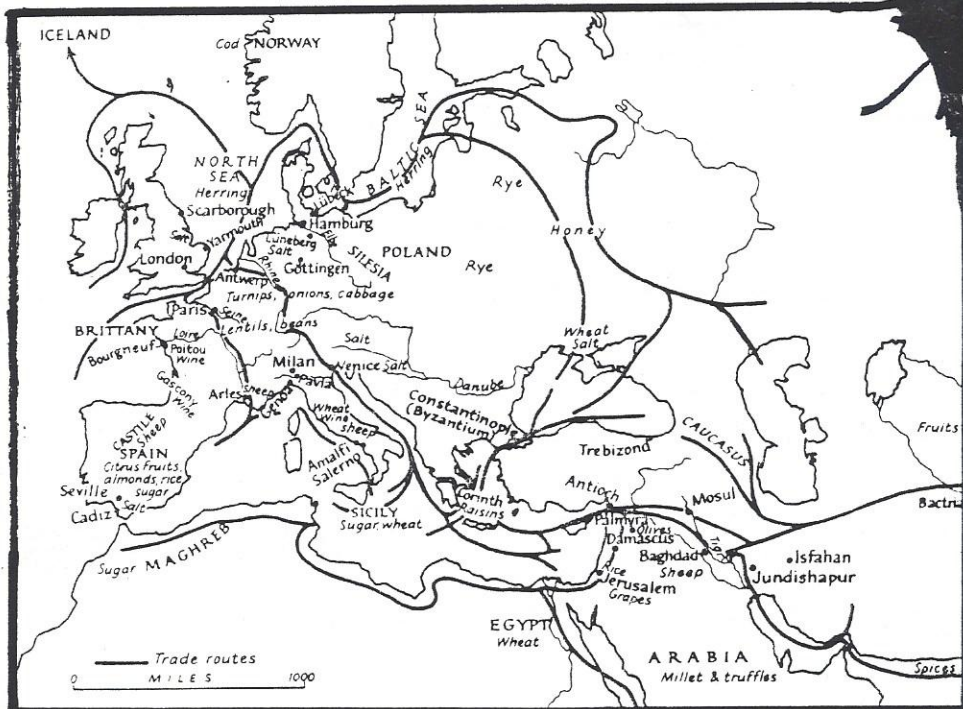 ICELAND
Cod
NORWAY
NORTH
SEA
Herring
Scarborough
Salt
Yarmouth
London
BALTIC SEA
Herring
Lübeck
Hamburg
Elbe
Lüneberg
Salt
SILESIA
Göttingen
Rhine
POLAND
Rye
Rye
Honey
Antwerp
Turnips, onions, cabbage
Paris
Seine
Lentils, beans
BRITTANY
Loire
Bourgneuf
Poitou
Wine
Gascony
Wine
Salt
Milan
Venice Salt
Pavia
Genoa
Arles
Sheep
Wheat
Wine
Sheep
Danube
Wheat
Salt
Constantinople
(Byzantium)
Trebizond
CAUCASUS
Fruits
CASTILE
Sheep
SPAIN
Citrus fruits,
almonds, rice
sugar
Seville
Salt
Cadiz
Amalfi
Salerno
SICILY
Sugar, wheat
Corinth
Raisins
Antioch
Mosul
Bactria
Palmyra
Olives
Damascus
Tigris
Baghdad
Sheep
Isfahan
Jundishapur
Rice
Jerusalem
Grapes
Sugar
MAGHREB
EGYPT
Wheat
ARABIA
Millet & truffles
Spices
Trade routes
0 MILES 1000